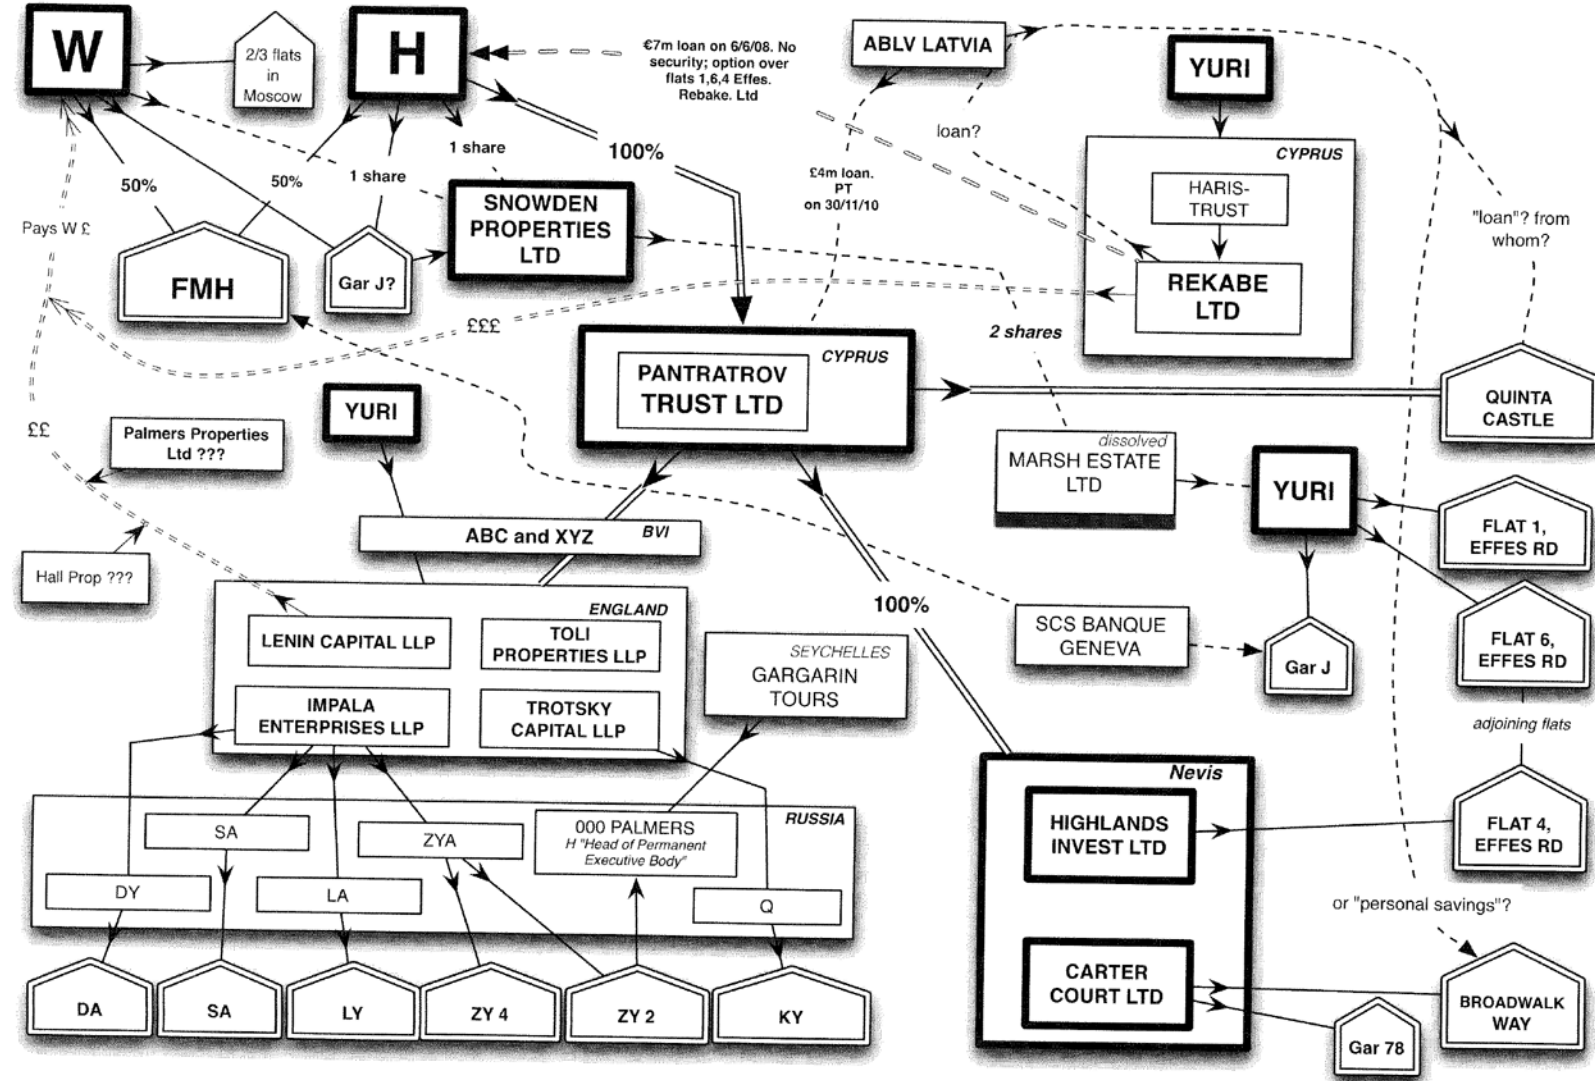 W
2/3 flats
in
Moscow
H
€7m loan on 6/6/08. No
security; option over
flats 1,6,4 Effes.
Rebake. Ltd
ABLV LATVIA
YURI
loan?
CYPRUS
HARIS-
TRUST
REKABE
LTD
"loan"? from
whom?
100%
1 share
50%
50%
1 share
£4m loan.
PT
on 30/11/10
Pays W £
FMH
Gar J?
SNOWDEN
PROPERTIES
LTD
£££
2 shares
CYPRUS
PANTRATROV
TRUST LTD
QUINTA
CASTLE
YURI
££
Palmers Properties
Ltd ???
dissolved
MARSH ESTATE
LTD
YURI
FLAT 1,
EFFES RD
ABC and XYZ
BVI
Hall Prop ???
ENGLAND
LENIN CAPITAL LLP
TOLI
PROPERTIES LLP
IMPALA
ENTERPRISES LLP
TROTSKY
CAPITAL LLP
SEYCHELLES
GARGARIN
TOURS
100%
SCS BANQUE
GENEVA
Gar J
FLAT 6,
EFFES RD
adjoining flats
RUSSIA
SA
ZYA
000 PALMERS
H "Head of Permanent
Executive Body"
DY
LA
Q
Nevis
HIGHLANDS
INVEST LTD
FLAT 4,
EFFES RD
or "personal savings"?
CARTER
COURT LTD
BROADWALK
WAY
Gar 78
DA
SA
LY
ZY 4
ZY 2
KY